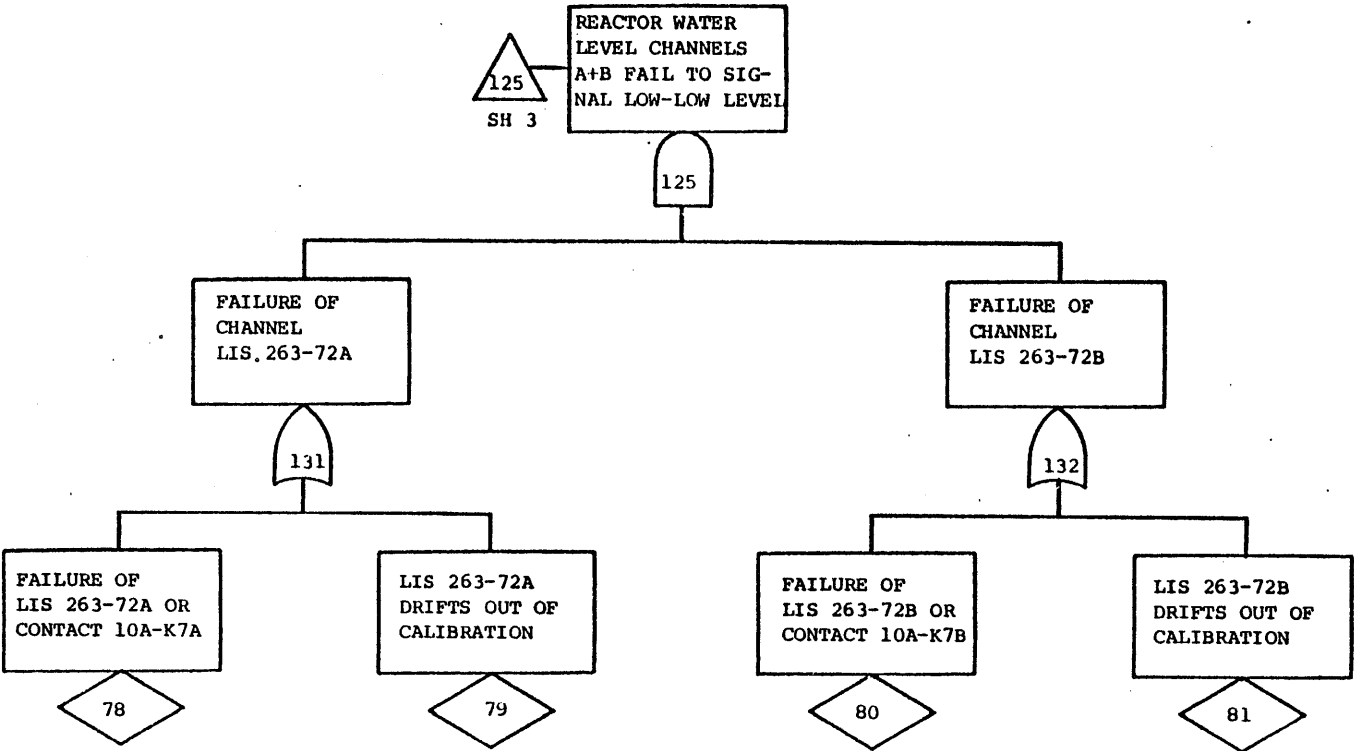 REACTOR WATER
LEVEL CHANNELS
A+B FAIL TO SIG-
NAL LOW-LOW LEVEL
125
SH 3
125
FAILURE OF
CHANNEL
LIS.263-72A
FAILURE OF
CHANNEL
LIS 263-72B
131
132
FAILURE OF
LIS 263-72A OR
CONTACT 10A-K7A
LIS 263-72A
DRIFTS OUT OF
CALIBRATION
FAILURE OF
LIS 263-72B OR
CONTACT 10A-K7B
LIS 263-72B
DRIFTS OUT OF
CALIBRATION
78
79
80
81